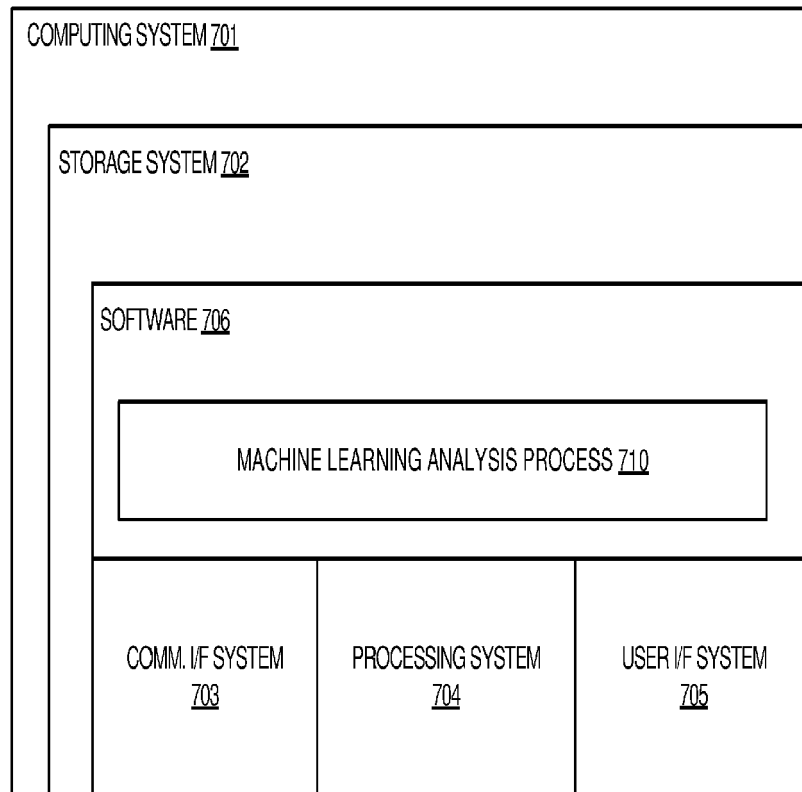 COMPUTING SYSTEM 701
STORAGE SYSTEM 702
SOFTWARE 706
MACHINE LEARNING ANALYSIS PROCESS 710
COMM. I/F SYSTEM
703
PROCESSING SYSTEM
704
USER I/F SYSTEM
705